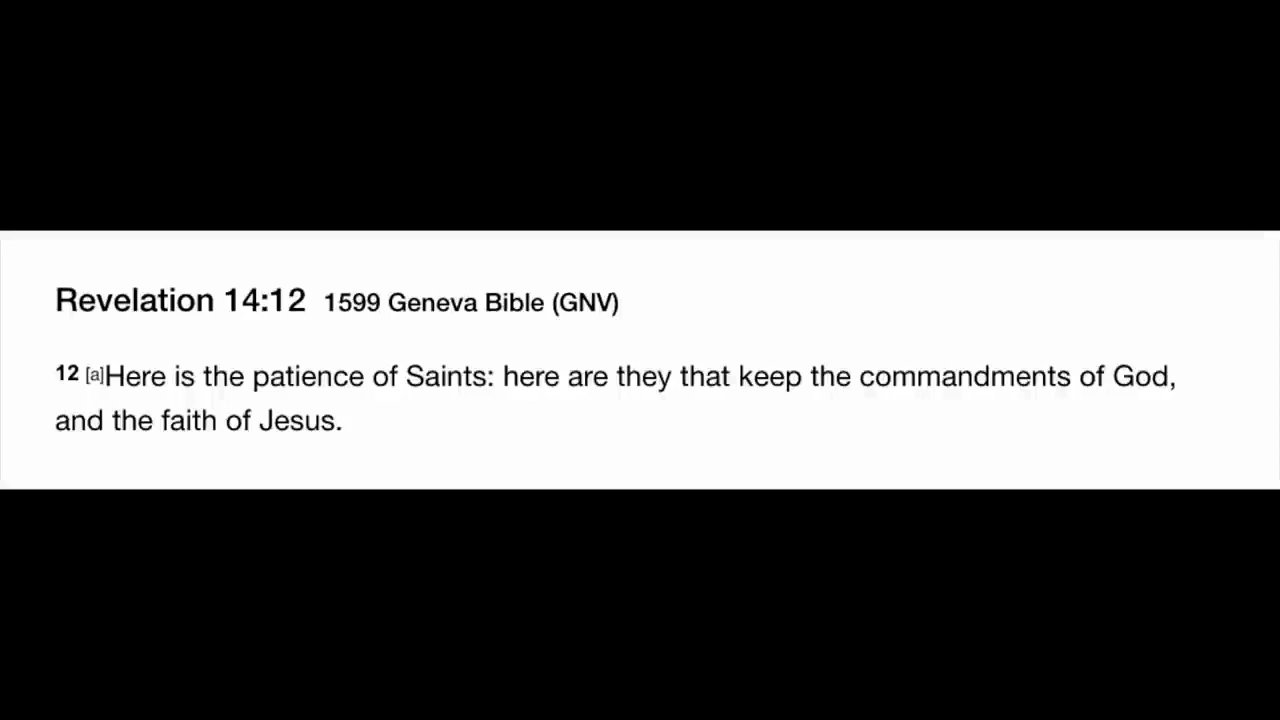 Revelation 14:12 1599 Geneva Bible (GNV)
12 [a]Here is the patience of Saints: here are they that keep the commandments of God,
and the faith of Jesus.